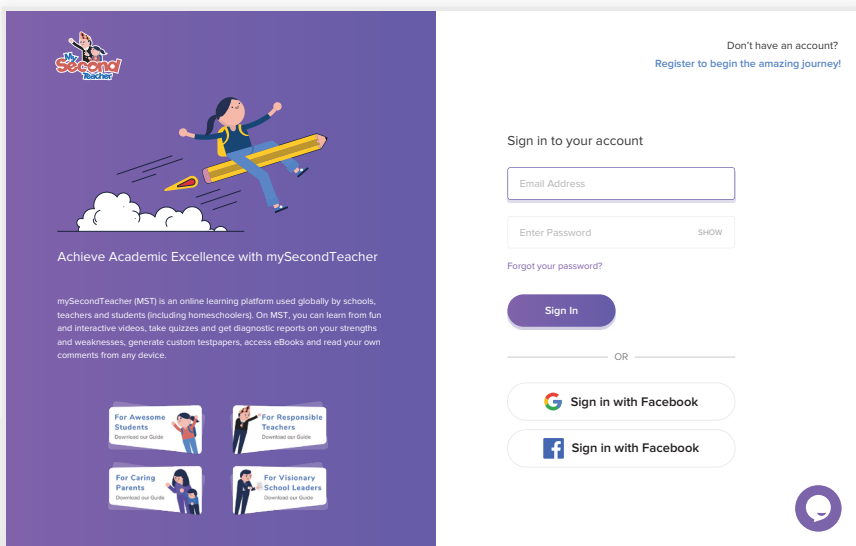 My
Second
Teacher
Achieve Academic Excellence with mySecondTeacher
mySecondTeacher (MST) is an online learning platform used globally by schools,
teachers and students (including homeschoolers). On MST, you can learn from fun
and interactive videos, take quizzes and get diagnostic reports on your strengths
and weaknesses, generate custom testpapers, access eBooks and read your own
comments from any device.
For Awesome
Students
Download our Guide
For Responsible
Teachers
Download our Guide
For Caring
Parents
Download our Guide
For Visionary
School Leaders
Download our Guide
Don't have an account?
Register to begin the amazing journey!
Sign in to your account
Email Address
Enter Password SHOW
Forgot your password?
Sign In
OR
Sign in with Facebook
Sign in with Facebook